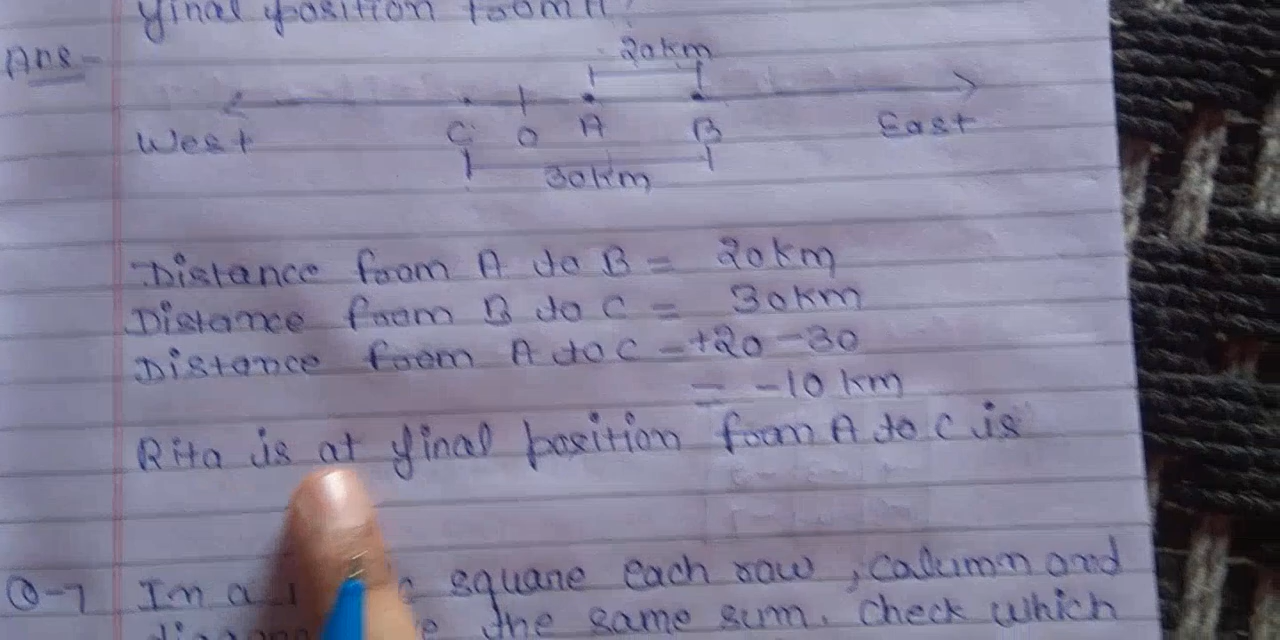 final position from A?
Ans-
20km
West C O A B East
30km
Distance from A to B = 20km
Distance from B to C = 30km
Distance from A to C - +20 -30
= -10 km
Rita is at final position from A to C is
Q-7 In a square each row, calumn and
the same sum. Check which